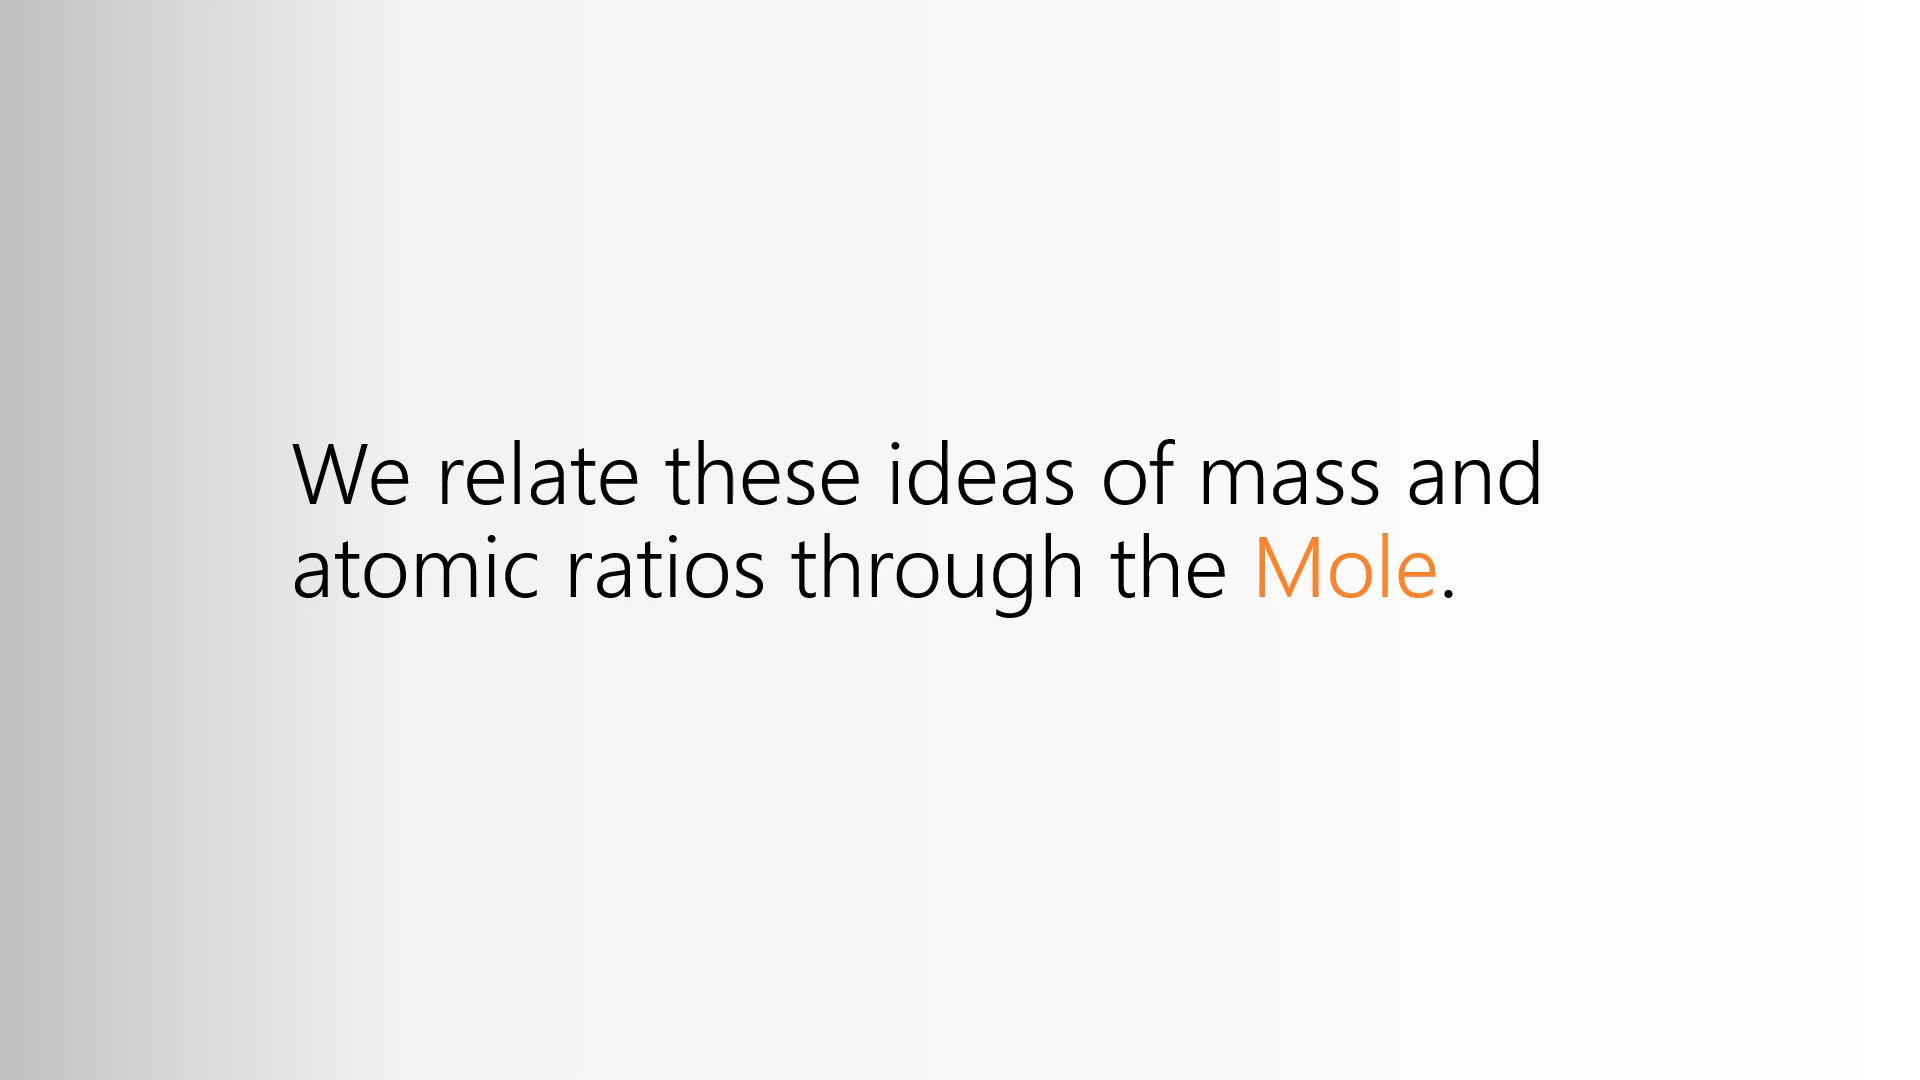 We relate these ideas of mass and
atomic ratios through the Mole.